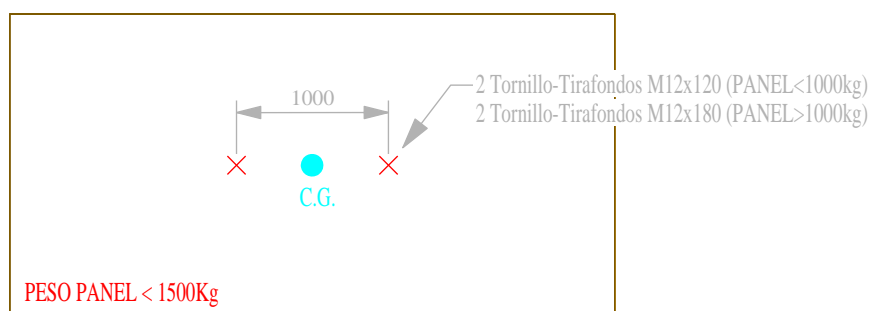 2 Tornillo-Tirafondos M12x120 (PANEL<1000kg)
1000
2 Tornillo-Tirafondos M12x180 (PANEL>1000kg)
C.G.
PESO PANEL < 1500Kg